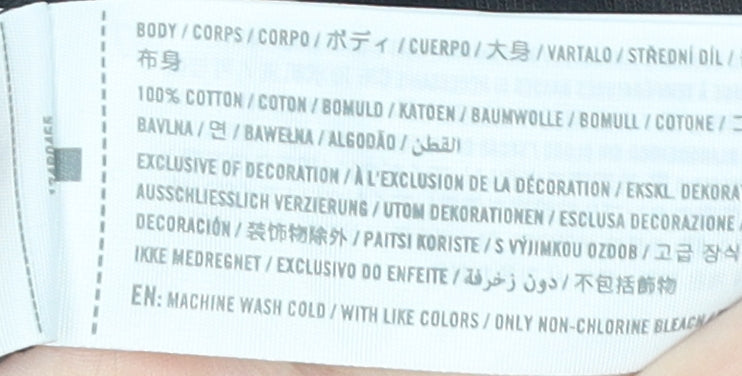 BODY / CORPS / CORPO / ボディ / CUERPO / 大身 / VARTALO / STŘEDNÍ DÍL /
布身
100% COTTON / COTON / BOMULD / KATOEN / BAUMWOLLE / BOMULL / COTONE /
BAVLNA / 면 / BAWEŁNA / ALGODÃO / القطن
EXCLUSIVE OF DECORATION / À L'EXCLUSION DE LA DÉCORATION / EKSKL. DEKORA
AUSSCHLIESSLICH VERZIERUNG / UTOM DEKORATIONEN / ESCLUSA DECORAZIONE
DECORACIÓN / 装饰物除外 / PAITSI KORISTE / S VÝJIMKOU OZDOB / 고급 장식
IKKE MEDREGNET / EXCLUSIVO DO ENFEITE / دون زخرفة / 不包括飾物
EN: MACHINE WASH COLD / WITH LIKE COLORS / ONLY NON-CHLORINE BLEACH